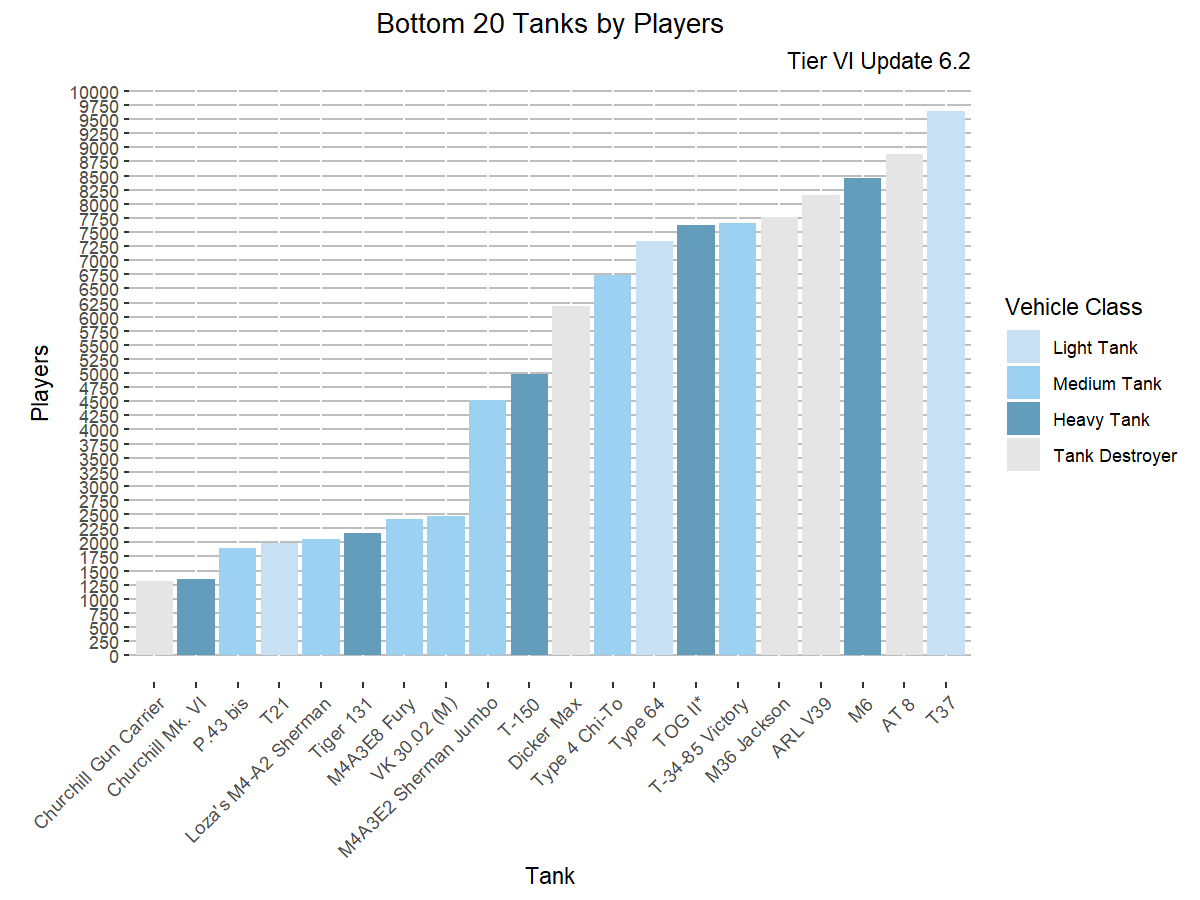 Bottom 20 Tanks by Players
Tier VI Update 6.2
10000
9750
9500
9250
9000
8750
8500
8250
8000
7750
7500
7250
7000
6750
6500
6250
6000
5750
5500
5250
5000
4750
4500
4250
4000
3750
3500
3250
3000
2750
2500
2250
2000
1750
1500
1250
1000
750
500
250
0
Players
Churchill Gun Carrier
Churchill Mk. VI
P.43 bis
T21
Loza's M4-A2 Sherman
Tiger 131
M4A3E8 Fury
VK 30.02 (M)
M4A3E2 Sherman Jumbo
T-150
Dicker Max
Type 4 Chi-To
Type 64
TOG II*
T-34-85 Victory
M36 Jackson
ARL V39
M6
AT 8
T37
Tank
Vehicle Class
Light Tank
Medium Tank
Heavy Tank
Tank Destroyer